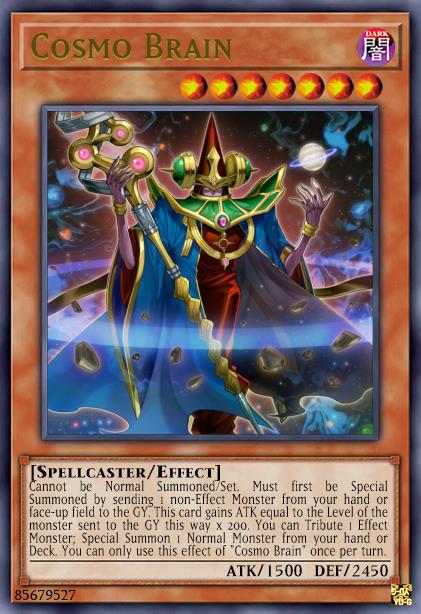 Cosmo Brain
DARK
闇
[Spellcaster/Effect]
Cannot be Normal Summoned/Set. Must first be Special
Summoned by sending 1 non-Effect Monster from your hand or
face-up field to the GY. This card gains ATK equal to the Level of the
monster sent to the GY this way x 200. You can Tribute 1 Effect
Monster; Special Summon 1 Normal Monster from your hand or
Deck. You can only use this effect of "Cosmo Brain" once per turn.
ATK/1500 DEF/2450
85679527